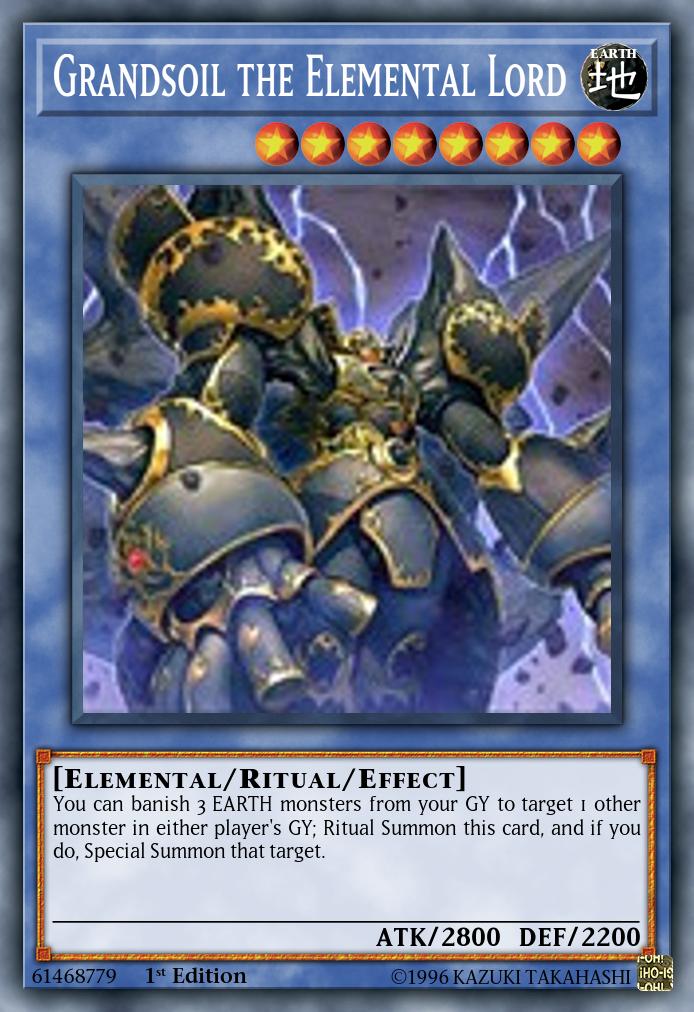 GRANDSOIL THE ELEMENTAL LORD
EARTH
地
[ELEMENTAL/RITUAL/EFFECT]
You can banish 3 EARTH monsters from your GY to target 1 other
monster in either player's GY; Ritual Summon this card, and if you
do, Special Summon that target.
ATK/2800 DEF/2200
61468779 1st Edition ©1996 KAZUKI TAKAHASHI